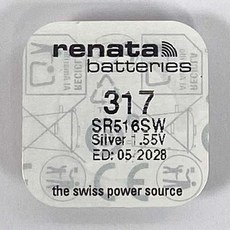 renata
batteries
317
SR516SW
Silver 1.55V
ED: 05-2028
the swiss power source